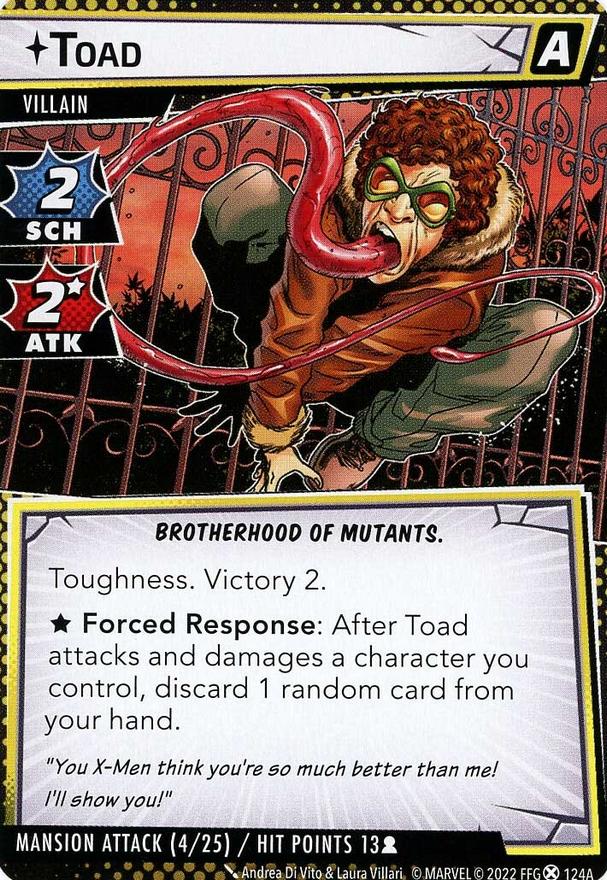 TOAD
A
VILLAIN
2
SCH
2★
ATK
BROTHERHOOD OF MUTANTS.
Toughness. Victory 2.
★ Forced Response: After Toad
attacks and damages a character you
control, discard 1 random card from
your hand.
"You X-Men think you're so much better than me!
I'll show you!"
MANSION ATTACK (4/25) / HIT POINTS 13
Andrea Di Vito & Laura Villari ©MARVEL © 2022 FFG 124A